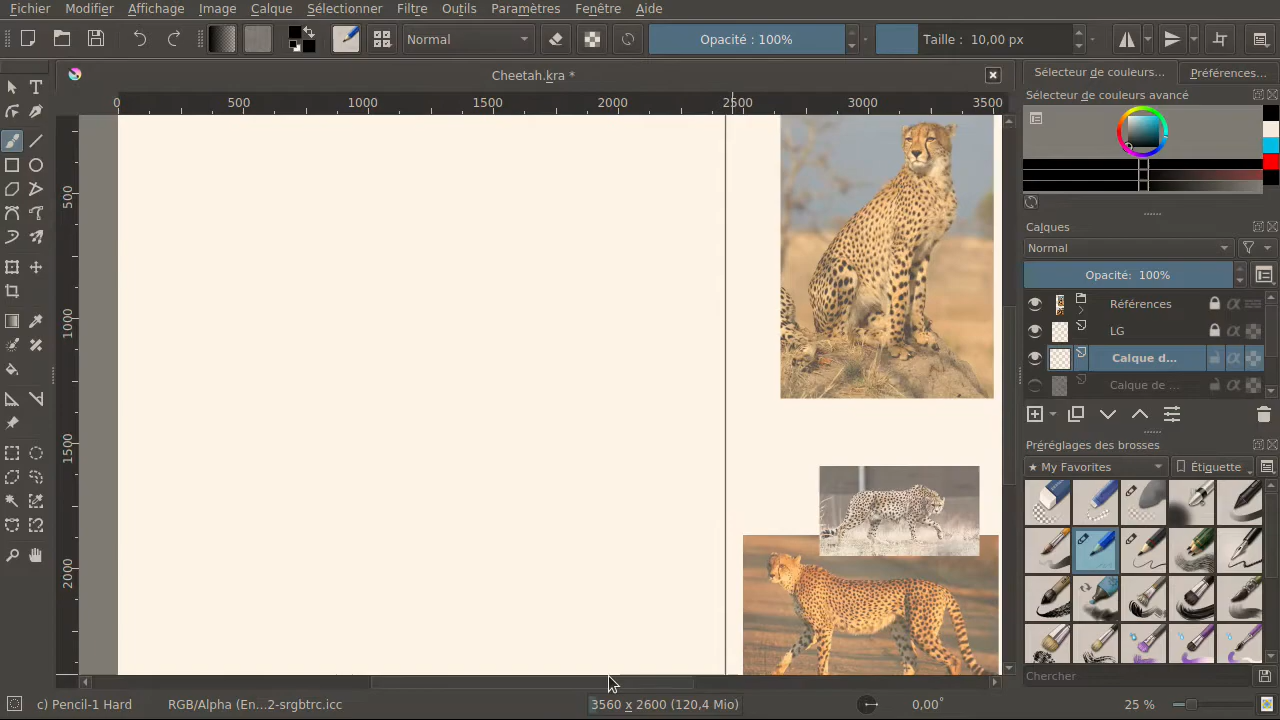 Fichier Modifier Affichage Image Calque Sélectionner Filtre Outils Paramètres Fenêtre Aide
Normal Opacité : 100% Taille : 10,00 px
Cheetah.kra *
Sélecteur de couleurs... Préférences...
Sélecteur de couleurs avancé
0 500 1000 1500 2000 2500 3000 3500
500
1000
1500
2000
Calques
Normal
Opacité: 100%
Références
LG
Calque d...
Calque de ...
Préréglages des brosses
★ My Favorites Étiquette
Chercher
c) Pencil-1 Hard RGB/Alpha (En...2-srgbtrc.icc 3560 x 2600 (120,4 Mio) 0,00° 25 %